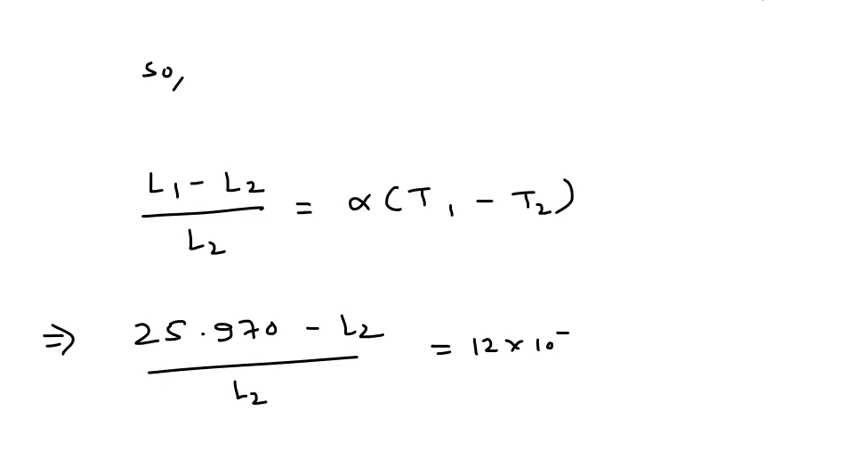 so,
L₁ - L₂ / L₂ = α(T₁ - T₂)
⇒ 25.970 - L₂ / L₂ = 12 × 10⁻